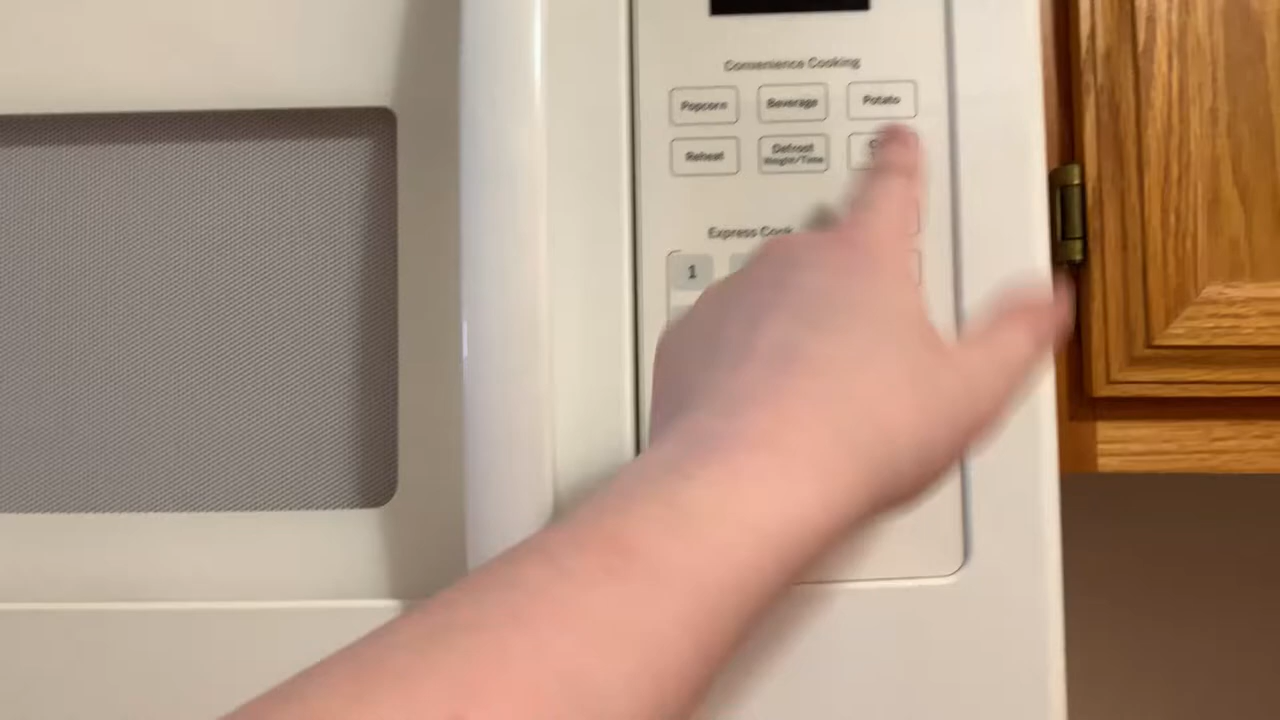 Convenience Cooking
Popcorn Beverage Potato
Reheat Defrost
Weight/Time
Express Cook
1